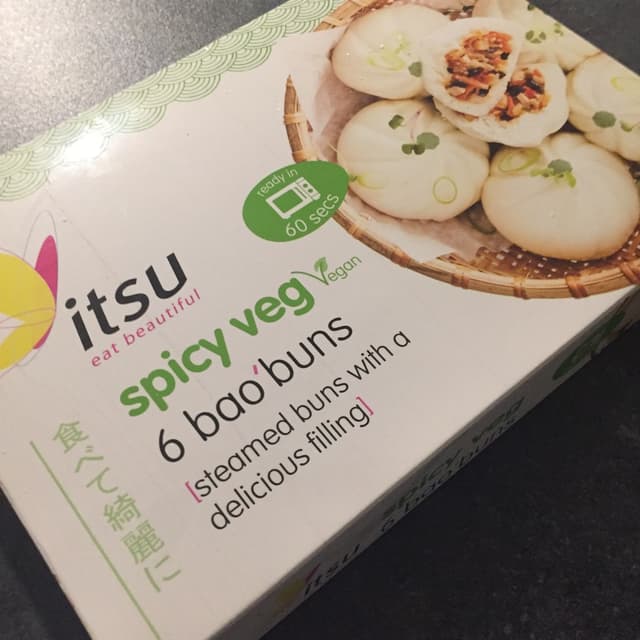 ready in
60 secs
itsu
eat beautiful
spicy veg
Vegan
6 bao'buns
[steamed buns with a
delicious filling]
食べて綺麗に
spicy veg
6 bao'buns
itsu